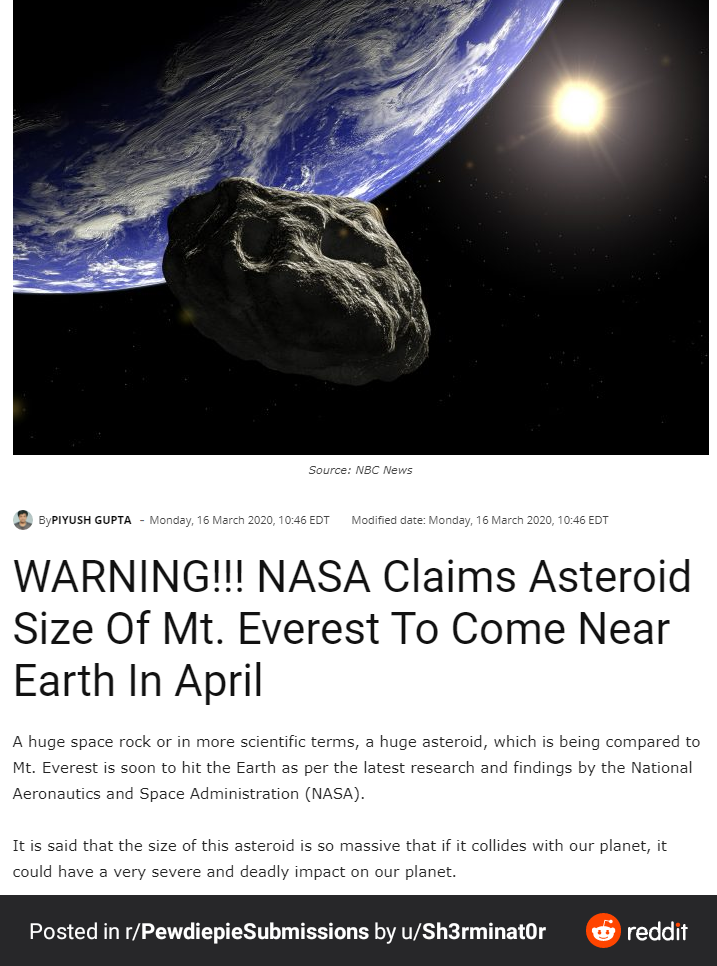 Source: NBC News
ByPIYUSH GUPTA - Monday, 16 March 2020, 10:46 EDT Modified date: Monday, 16 March 2020, 10:46 EDT
WARNING!!! NASA Claims Asteroid
Size Of Mt. Everest To Come Near
Earth In April
A huge space rock or in more scientific terms, a huge asteroid, which is being compared to
Mt. Everest is soon to hit the Earth as per the latest research and findings by the National
Aeronautics and Space Administration (NASA).
It is said that the size of this asteroid is so massive that if it collides with our planet, it
could have a very severe and deadly impact on our planet.
Posted in r/PewdiepieSubmissions by u/Sh3rminat0r reddit